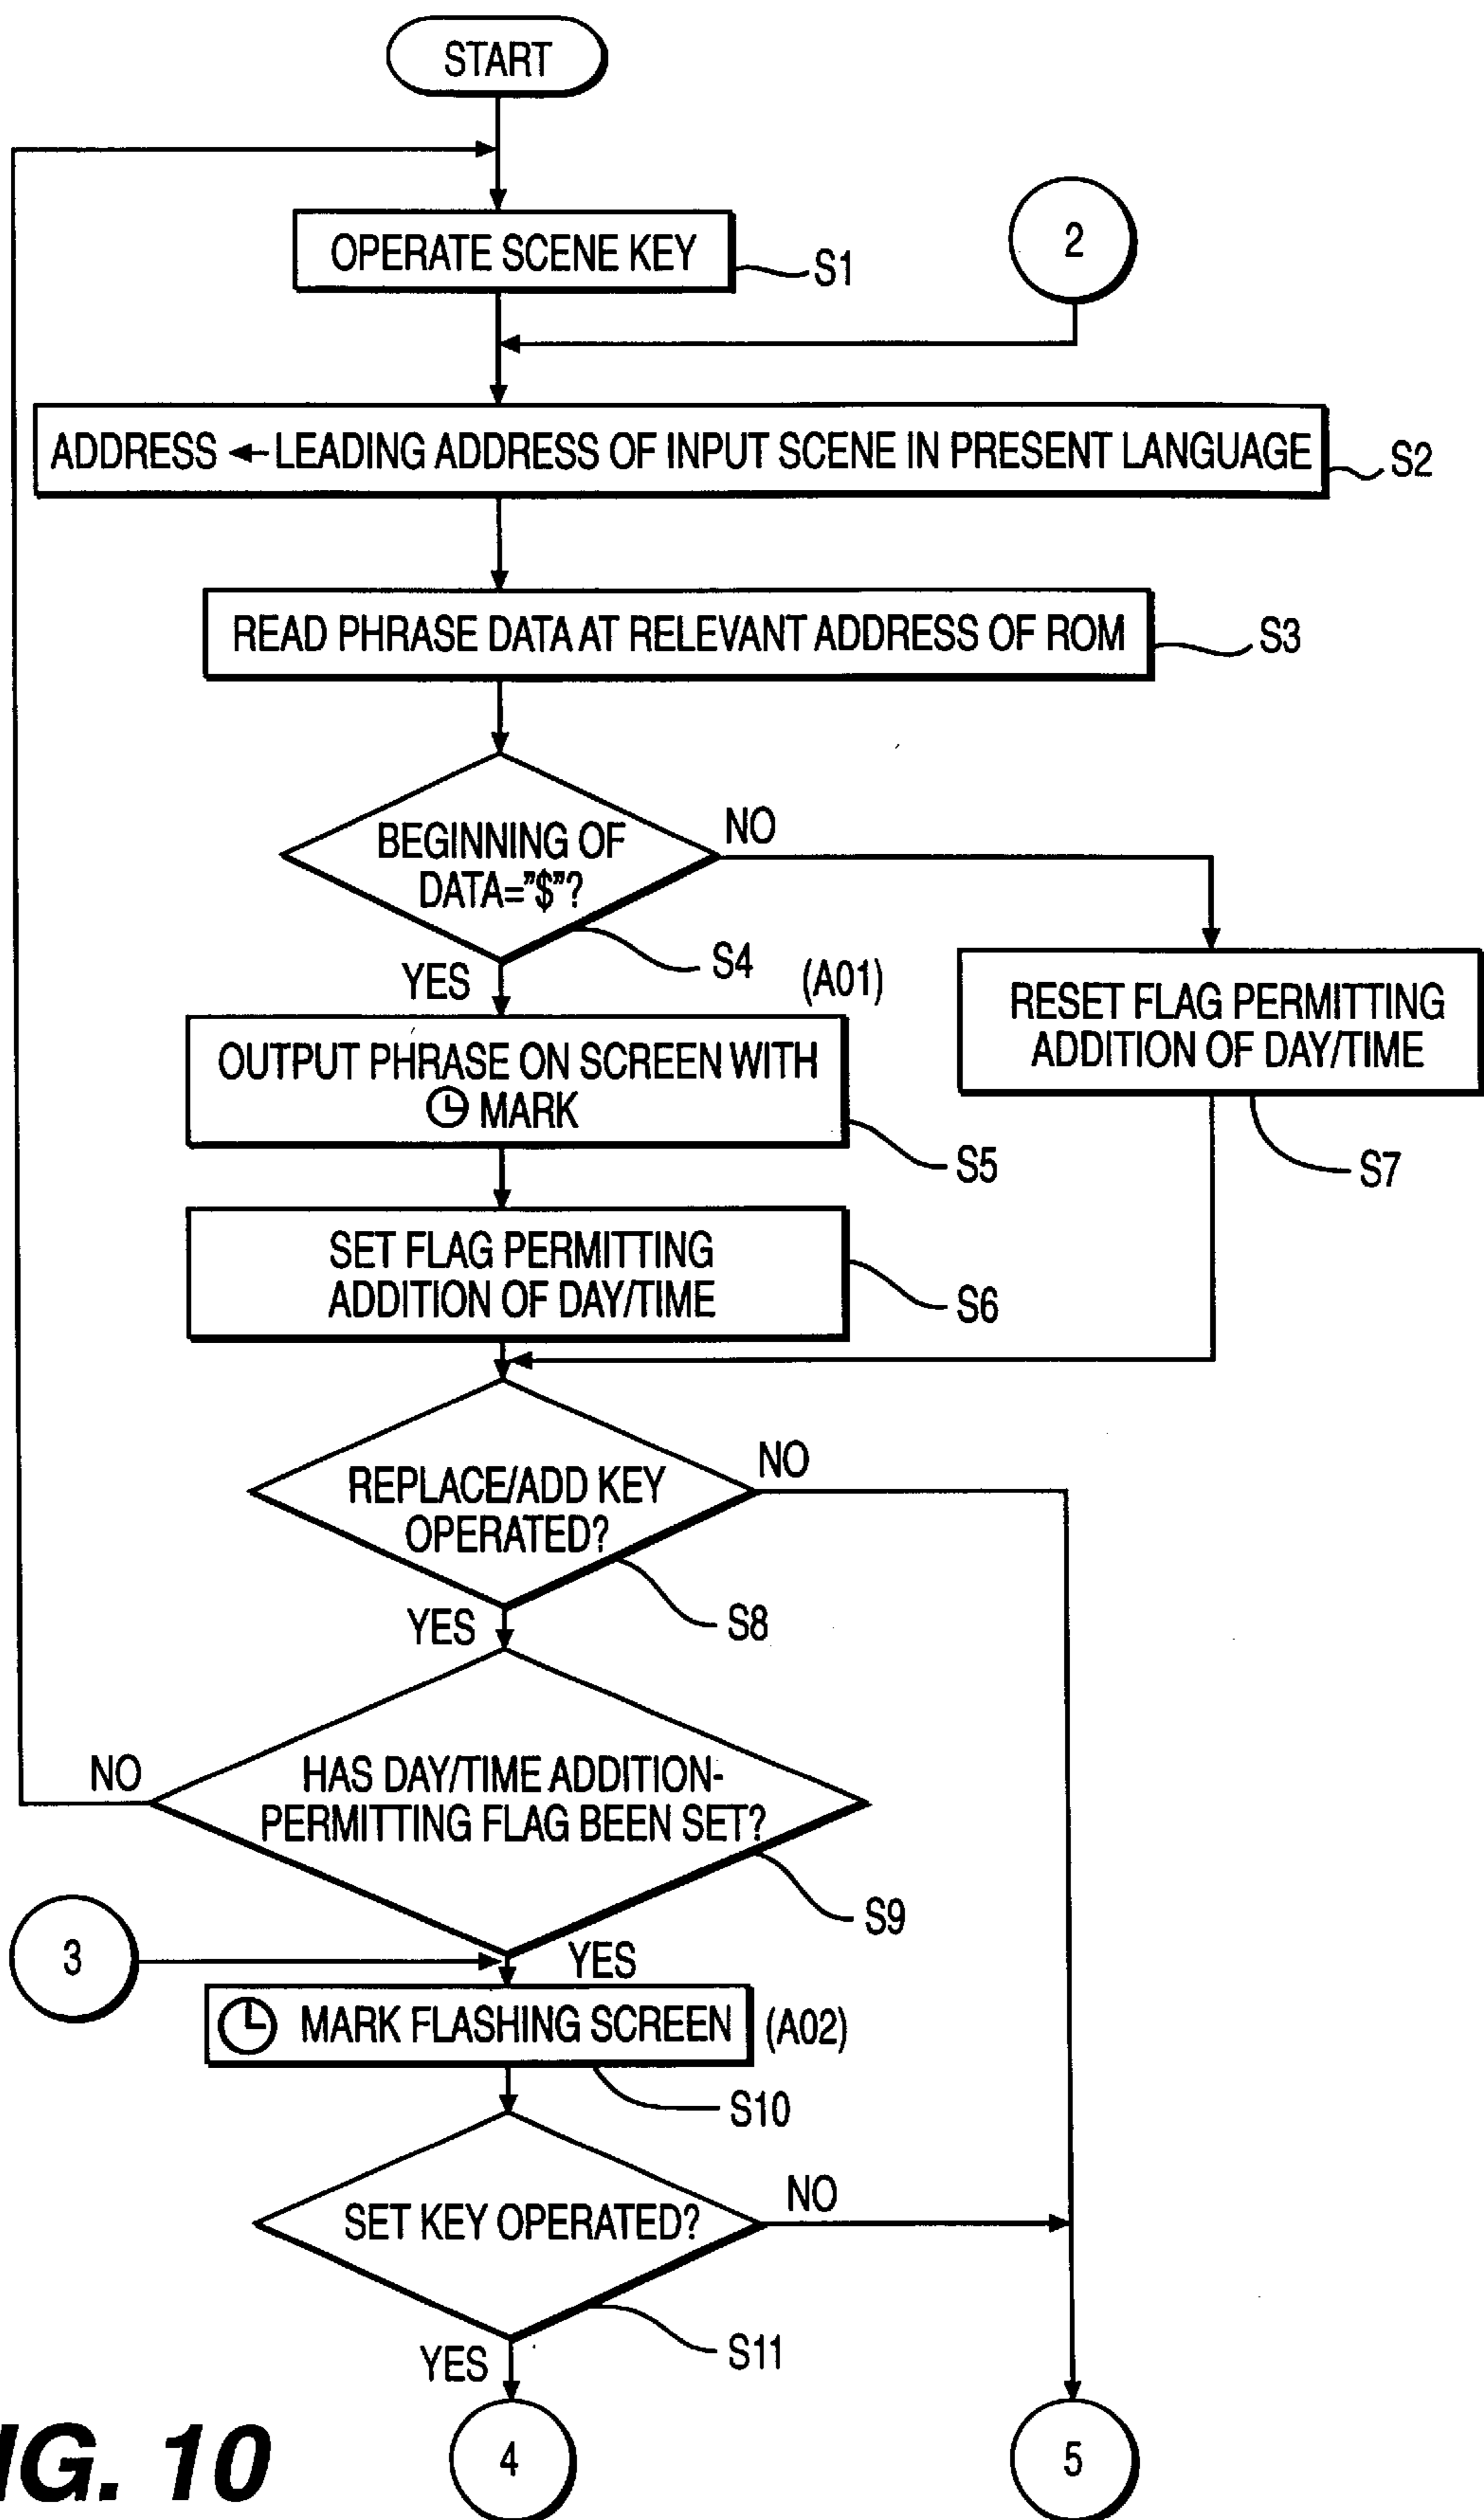 START
OPERATE SCENE KEY
S1
2
ADDRESS ← LEADING ADDRESS OF INPUT SCENE IN PRESENT LANGUAGE
S2
READ PHRASE DATA AT RELEVANT ADDRESS OF ROM
S3
BEGINNING OF
DATA="$"?
NO
S4
YES
(A01)
OUTPUT PHRASE ON SCREEN WITH
MARK
S5
RESET FLAG PERMITTING
ADDITION OF DAY/TIME
S7
SET FLAG PERMITTING
ADDITION OF DAY/TIME
S6
REPLACE/ADD KEY
OPERATED?
NO
S8
YES
HAS DAY/TIME ADDITION-
PERMITTING FLAG BEEN SET?
NO
S9
YES
3
MARK FLASHING SCREEN
(A02)
S10
SET KEY OPERATED?
NO
S11
YES
4
5
IG. 10